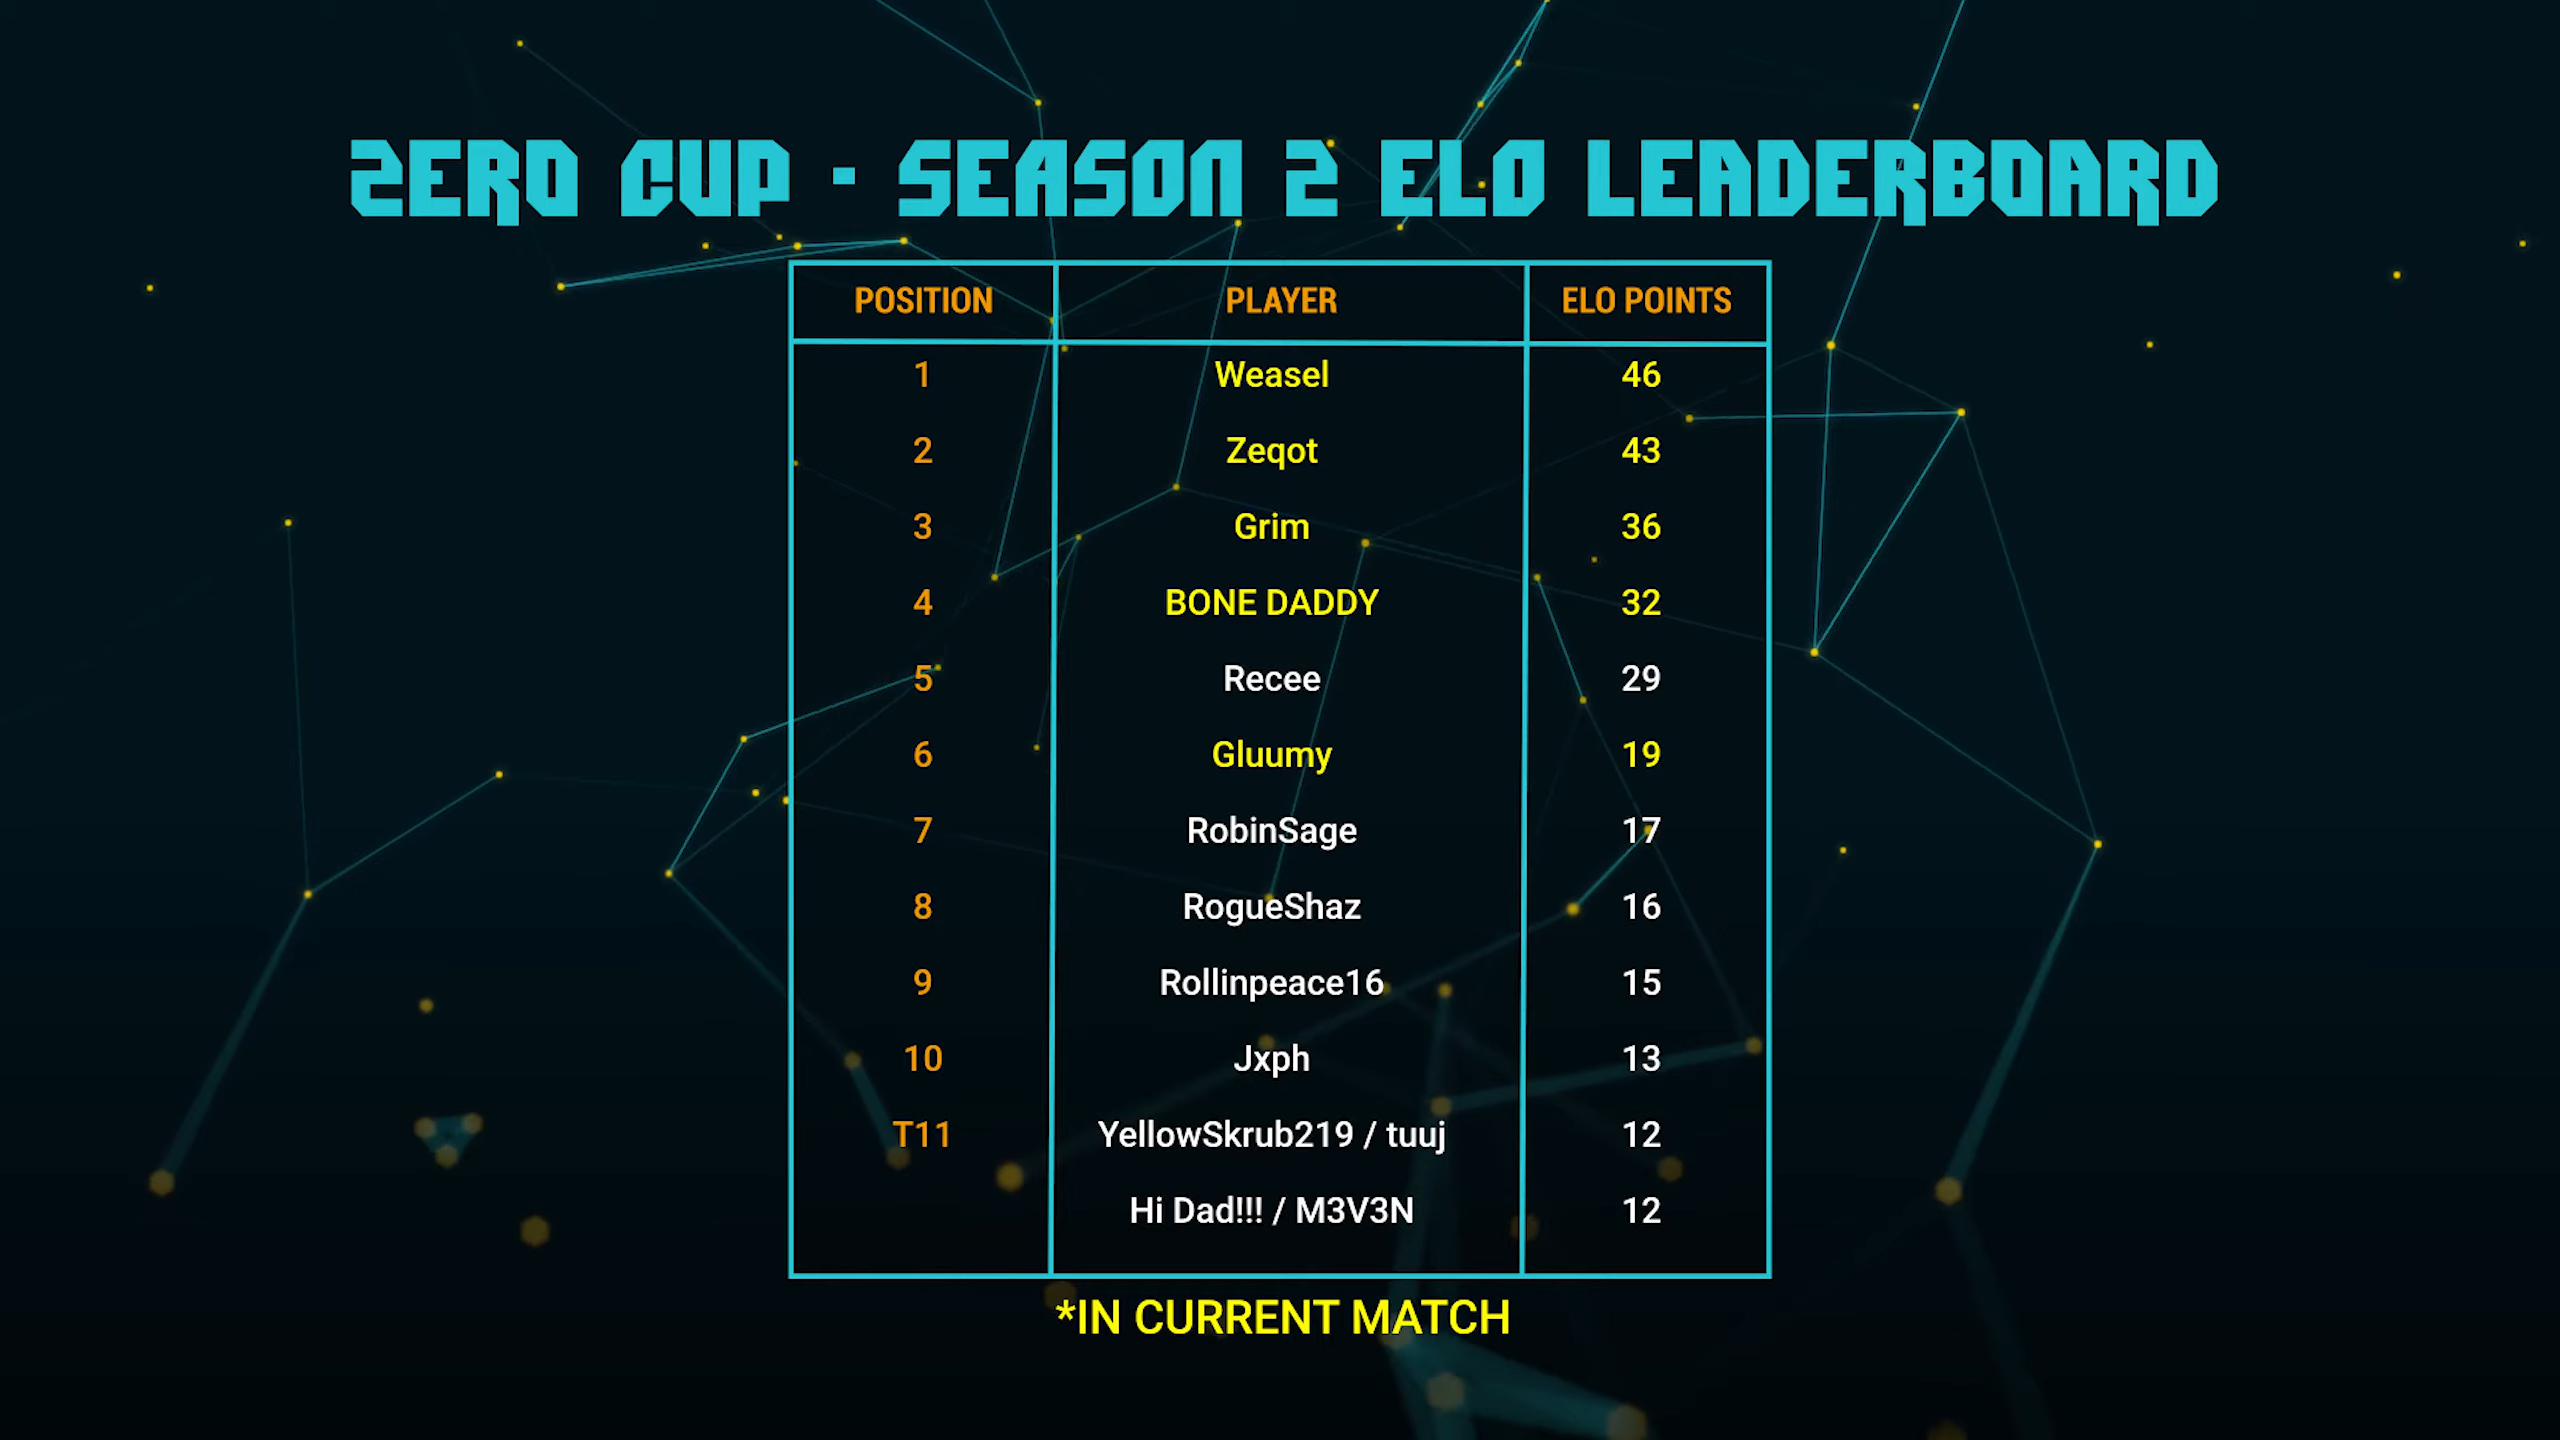 ZERO CUP - SEASON 2 ELO LEADERBOARD
POSITION PLAYER ELO POINTS
1 Weasel 46
2 Zeqot 43
3 Grim 36
4 BONE DADDY 32
5 Recee 29
6 Gluumy 19
7 RobinSage 17
8 RogueShaz 16
9 Rollinpeace16 15
10 Jxph 13
T11 YellowSkrub219 / tuuj 12
Hi Dad!!! / M3V3N 12
*IN CURRENT MATCH